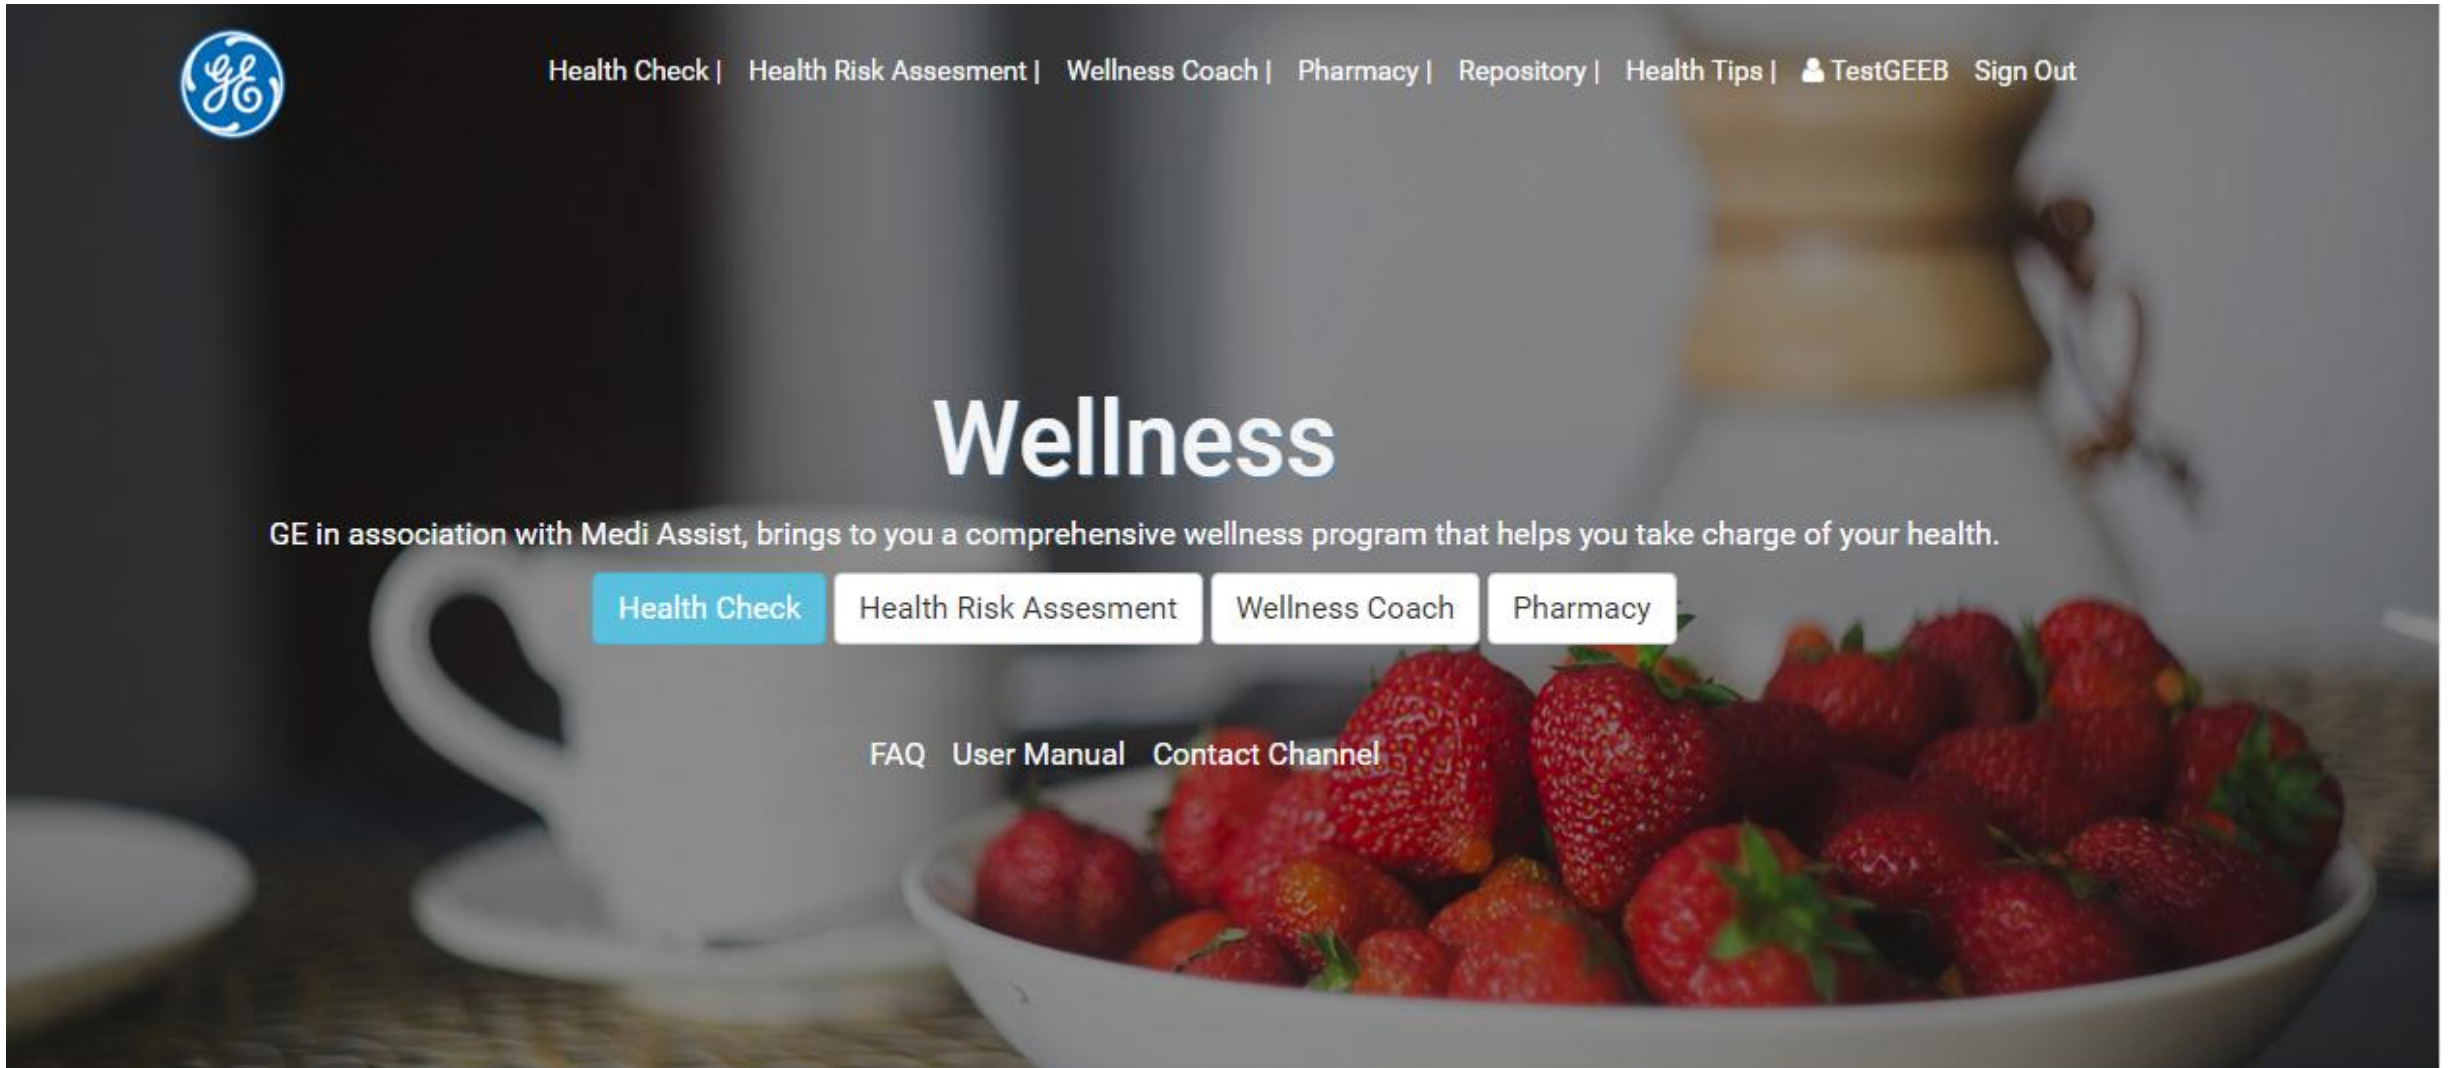 GE
Health Check | Health Risk Assesment | Wellness Coach | Pharmacy | Repository | Health Tips | TestGEEB Sign Out
Wellness
GE in association with Medi Assist, brings to you a comprehensive wellness program that helps you take charge of your health.
Health Check Health Risk Assesment Wellness Coach Pharmacy
FAQ User Manual Contact Channel